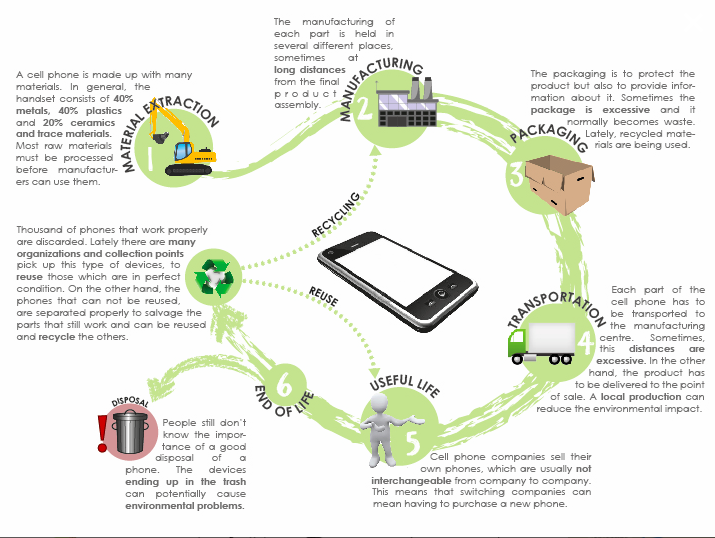 A cell phone is made up with many
materials. In general, the
handset consists of 40%
metals, 40% plastics
and 20% ceramics
and trace materials.
Most raw materials
must be processed
before manufactur-
ers can use them.
MATERIAL EXTRACTION
1
The manufacturing of
each part is held in
several different places,
sometimes at
long distances
from the final
product
assembly.
MANUFACTURING
2
The packaging is to protect the
product but also to provide infor-
mation about it. Sometimes the
package is excessive and it
normally becomes waste.
Lately, recycled mate-
rials are being used.
PACKAGING
3
Each part of the
cell phone has to
be transported to
the manufacturing
centre. Sometimes,
this distances are
excessive. In the other
hand, the product has
to be delivered to the point
of sale. A local production can
reduce the environmental impact.
TRANSPORTATION
4
USEFUL LIFE
5
Cell phone companies sell their
own phones, which are usually not
interchangeable from company to company.
This means that switching companies can
mean having to purchase a new phone.
END OF LIFE
6
Thousand of phones that work properly
are discarded. Lately there are many
organizations and collection points
pick up this type of devices, to
reuse those which are in perfect
condition. On the other hand, the
phones that can not be reused,
are separated properly to salvage the
parts that still work and can be reused
and recycle the others.
RECYCLING
REUSE
DISPOSAL
!
People still don't
know the impor-
tance of a good
disposal of a
phone. The devices
ending up in the trash
can potentially cause
environmental problems.